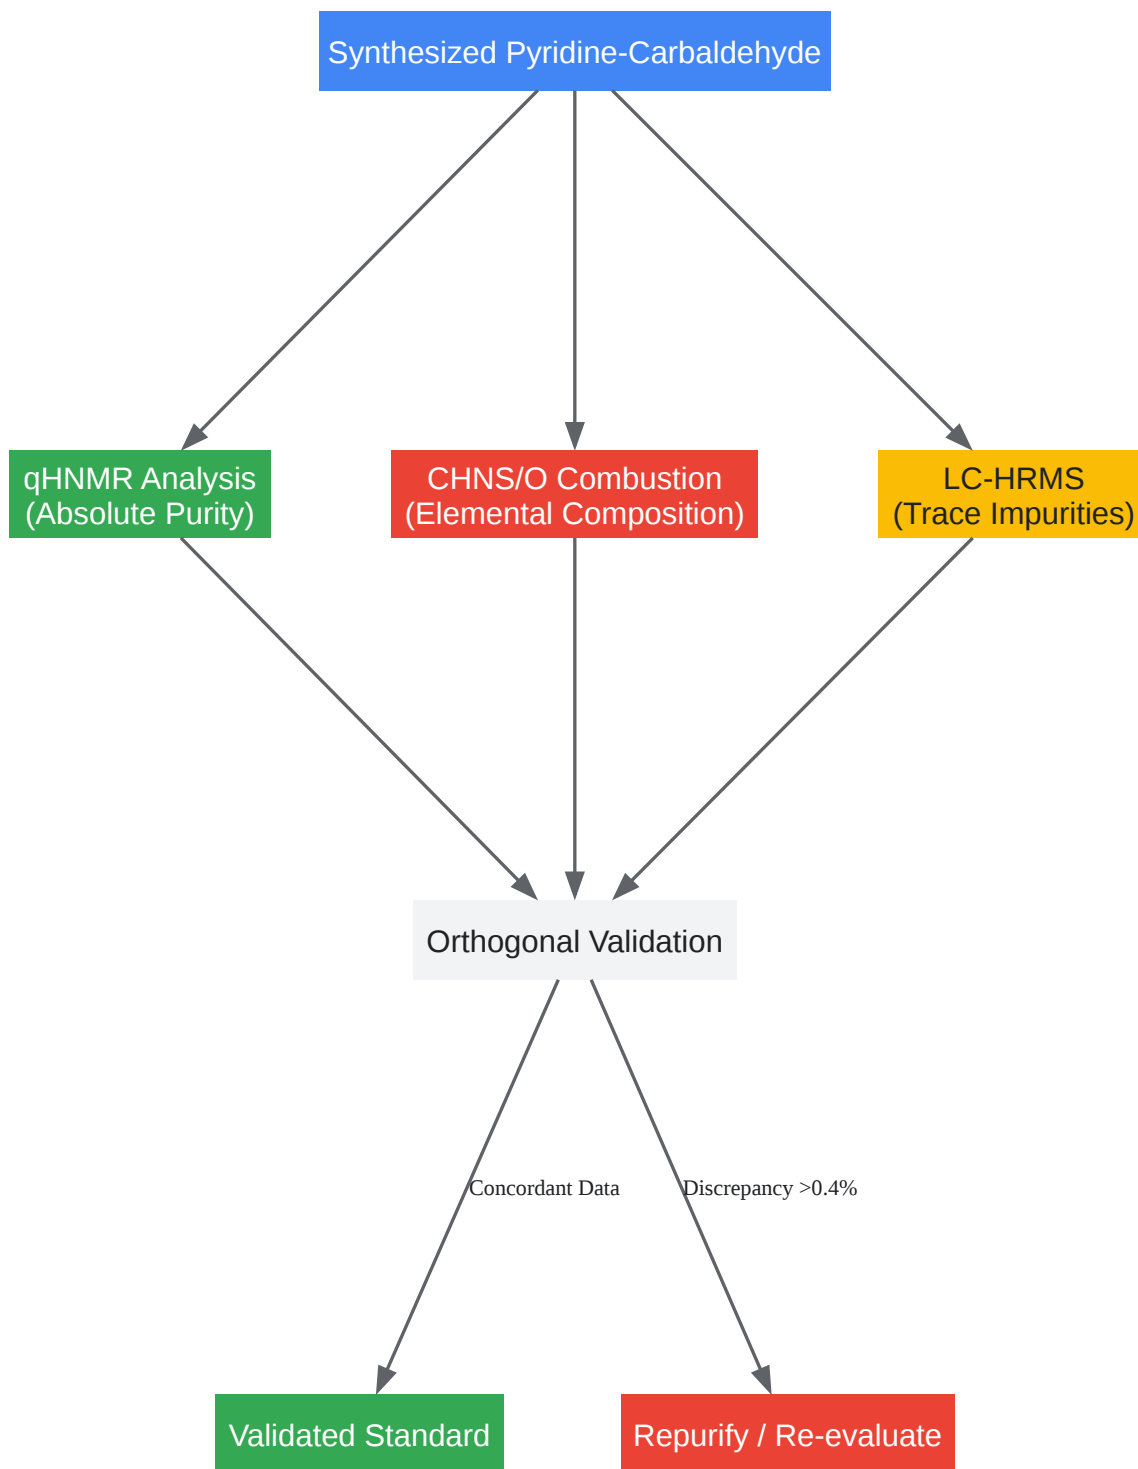 Synthesized Pyridine-Carbaldehyde
qHNMR Analysis
(Absolute Purity)
CHNS/O Combustion
(Elemental Composition)
LC-HRMS
(Trace Impurities)
Orthogonal Validation
Concordant Data
Discrepancy >0.4%
Validated Standard
Repurify / Re-evaluate